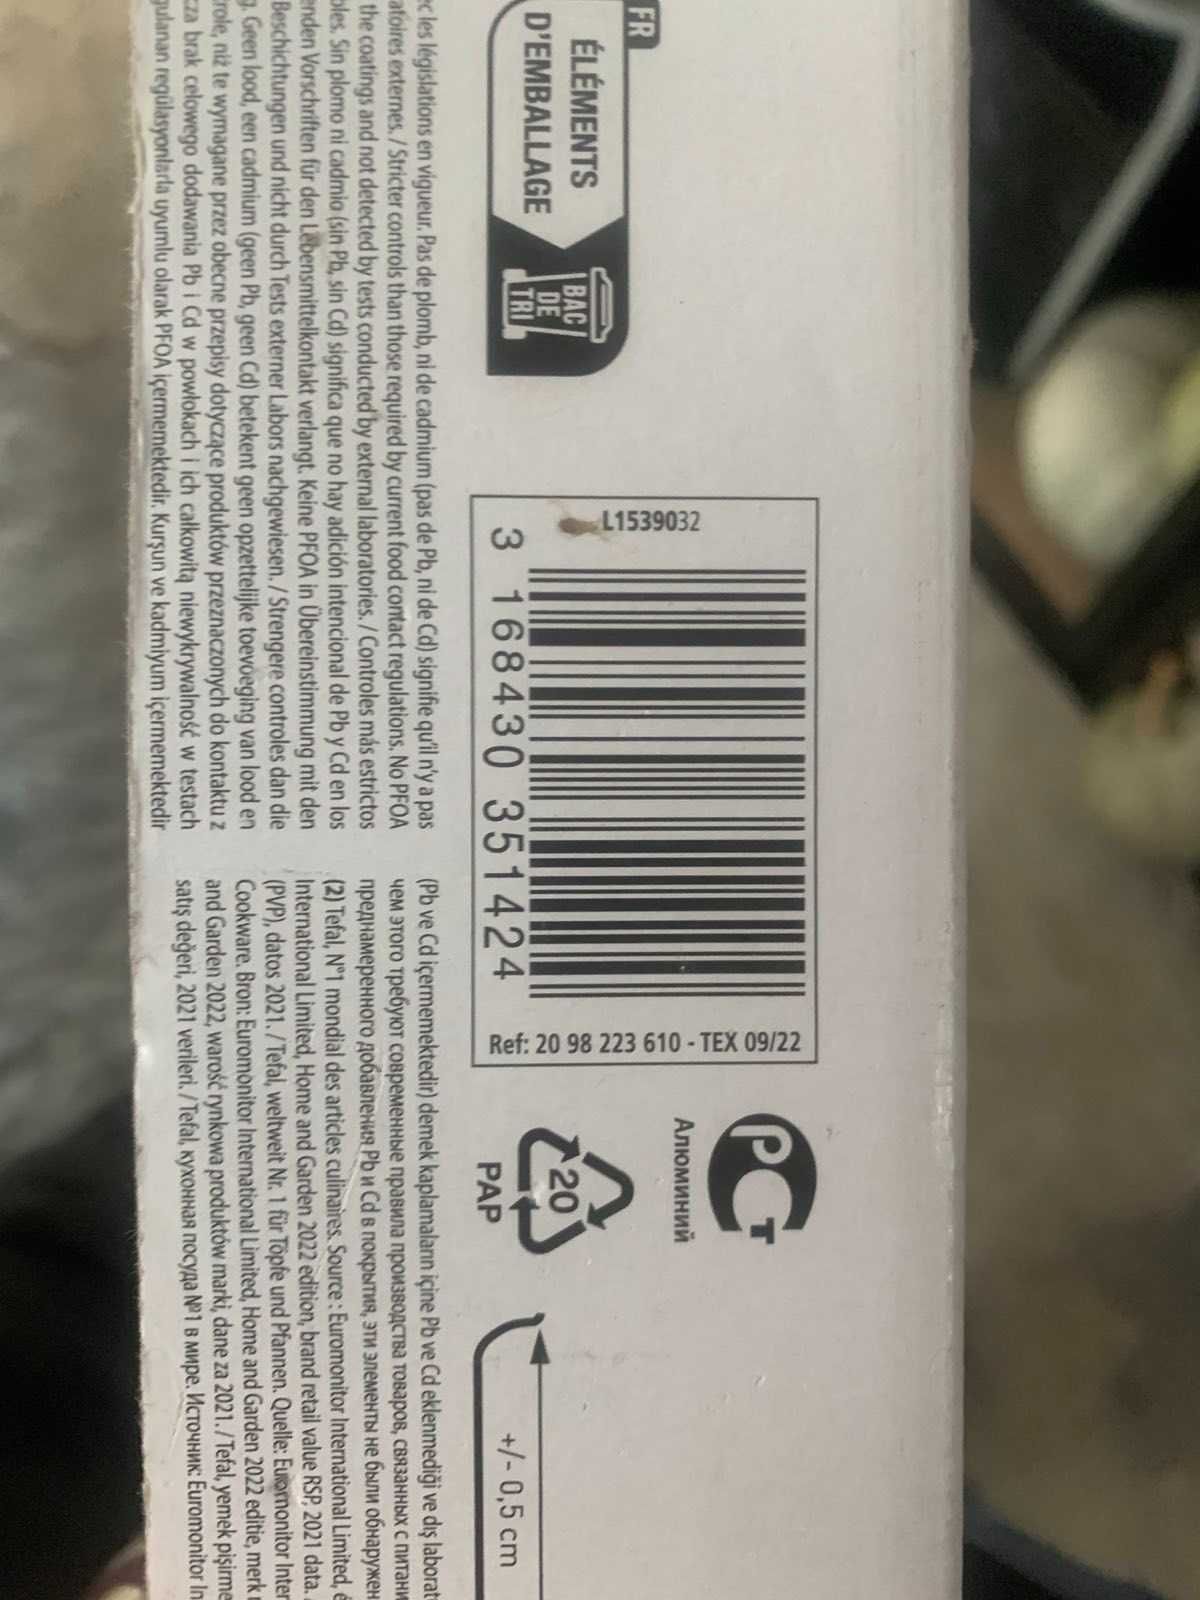 FR
ÉLÉMENTS
D'EMBALLAGE
BAC
DE
TRI
L1539032
3 168430 351424
Ref: 20 98 223 610 - TEX 09/22
РСТ
Алюминий
20
PAP
+/- 0,5 cm
ec les législations en vigueur. Pas de plomb, ni de cadmium (pas de Pb, ni de Cd) signifie qu'il n'y a pas
atoires externes. / Stricter controls than those required by current food contact regulations. No PFOA
the coatings and not detected by tests conducted by external laboratories. / Controles más estrictos
bles. Sin plomo ni cadmio (sin Pb, sin Cd) significa que no hay adición intencional de Pb y Cd en los
enden Vorschriften für den Lebensmittelkontakt verlangt. Keine PFOA in Übereinstimmung mit den
Beschichtungen und nicht durch Tests externer Labors nachgewiesen. / Strengere controles dan die
g. Geen lood, een cadmium (geen Pb, geen Cd) betekent geen opzettelijke toevoeging van lood en
role, niż te wymagane przez obecne przepisy dotyczące produktów przeznaczonych do kontaktu z
cza brak celowego dodawania Pb i Cd w powłokach i ich całkowitą niewykrywalność w testach
gulanan regülasyonlarla uyumlu olarak PFOA içermemektedir. Kurşun ve kadmiyum içermemektedir
(Pb ve Cd içermemektedir) demek kaplamaların içine Pb ve Cd eklenmediği ve dış laborat
чем этого требуют современные правила производства товаров, связанных с питани
преднамеренного добавления Pb и Cd в покрытия, эти элементы не были обнаружен
(2) Tefal, N°1 mondial des articles culinaires. Source : Euromonitor International Limited, é
International Limited, Home and Garden 2022 edition, brand retail value RSP, 2021 data.
(PVP), datos 2021. / Tefal, weltweit Nr. 1 für Töpfe und Pfannen. Quelle: Euromonitor Inter
Cookware. Bron: Euromonitor International Limited, Home and Garden 2022 editie, merk
and Garden 2022, warość rynkowa produktów marki, dane za 2021. / Tefal, yemek pişirme
satış değeri, 2021 verileri. / Tefal, кухонная посуда №1 в мире. Источник: Euromonitor In